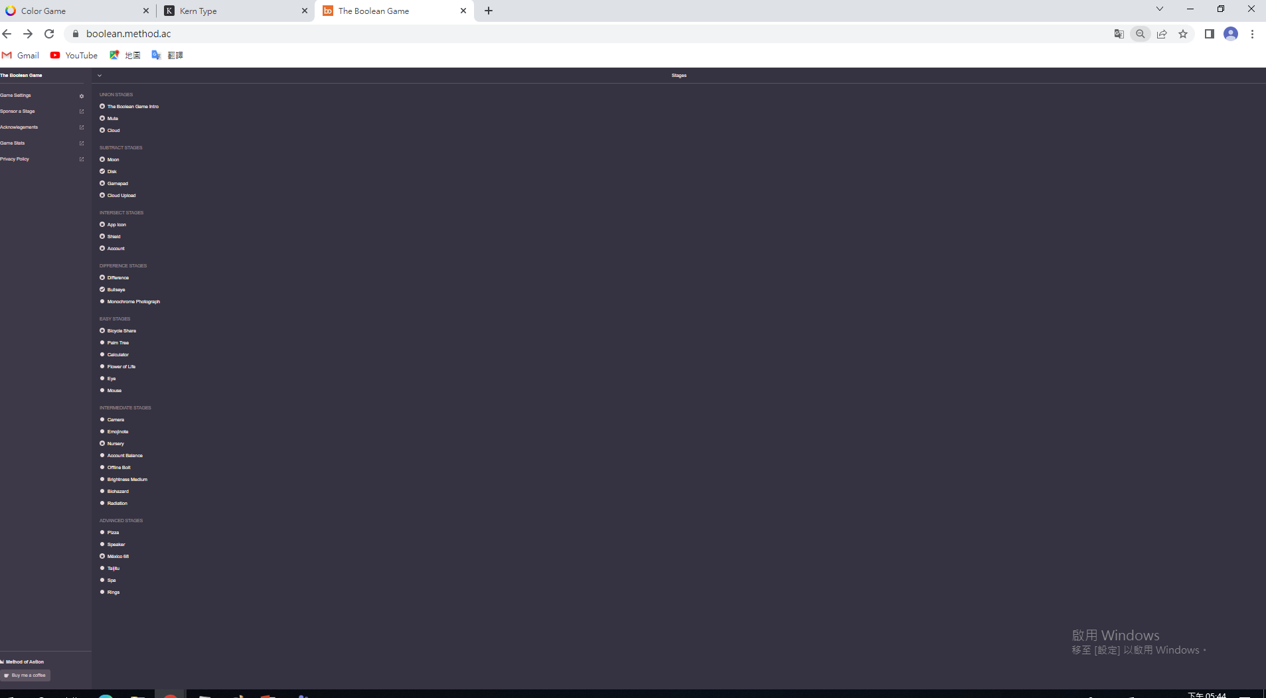 Color Game
Kern Type
bo The Boolean Game
boolean.method.ac
Gmail
YouTube
地圖
翻譯
The Boolean Game
Stages
Game Settings
Sponsor a Stage
Acknowlegements
Game Stats
Privacy Policy
UNION STAGES
The Boolean Game Intro
Mute
Cloud
SUBTRACT STAGES
Moon
Disc
Gamepad
Cloud Upload
INTERSECT STAGES
App Icon
Shield
Account
DIFFERENCE STAGES
Difference
Bullseye
Monochrome Photograph
EASY STAGES
Bicycle Share
Palm Tree
Calculator
Flower of Life
Eye
Mouse
INTERMEDIATE STAGES
Camera
Emojinote
Nursery
Account Balance
Offline Bolt
Brightness Medium
Biohazard
Radiation
ADVANCED STAGES
Pizza
Speaker
México 68
Taijitu
Spa
Rings
Method of Action
Buy me a coffee
啟用 Windows
移至 [設定] 以啟用 Windows。
下午 05:44